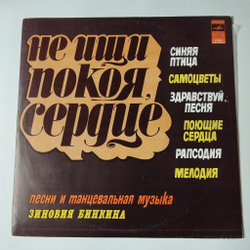 не ищи
покоя,
сердце
СИНЯЯ
ПТИЦА
САМОЦВЕТЫ
ЗДРАВСТВУЙ,
ПЕСНЯ
ПОЮЩИЕ
СЕРДЦА
РАПСОДИЯ
МЕЛОДИЯ
песни и танцевальная музыка
ЗИНОВИЯ БИНКИНА